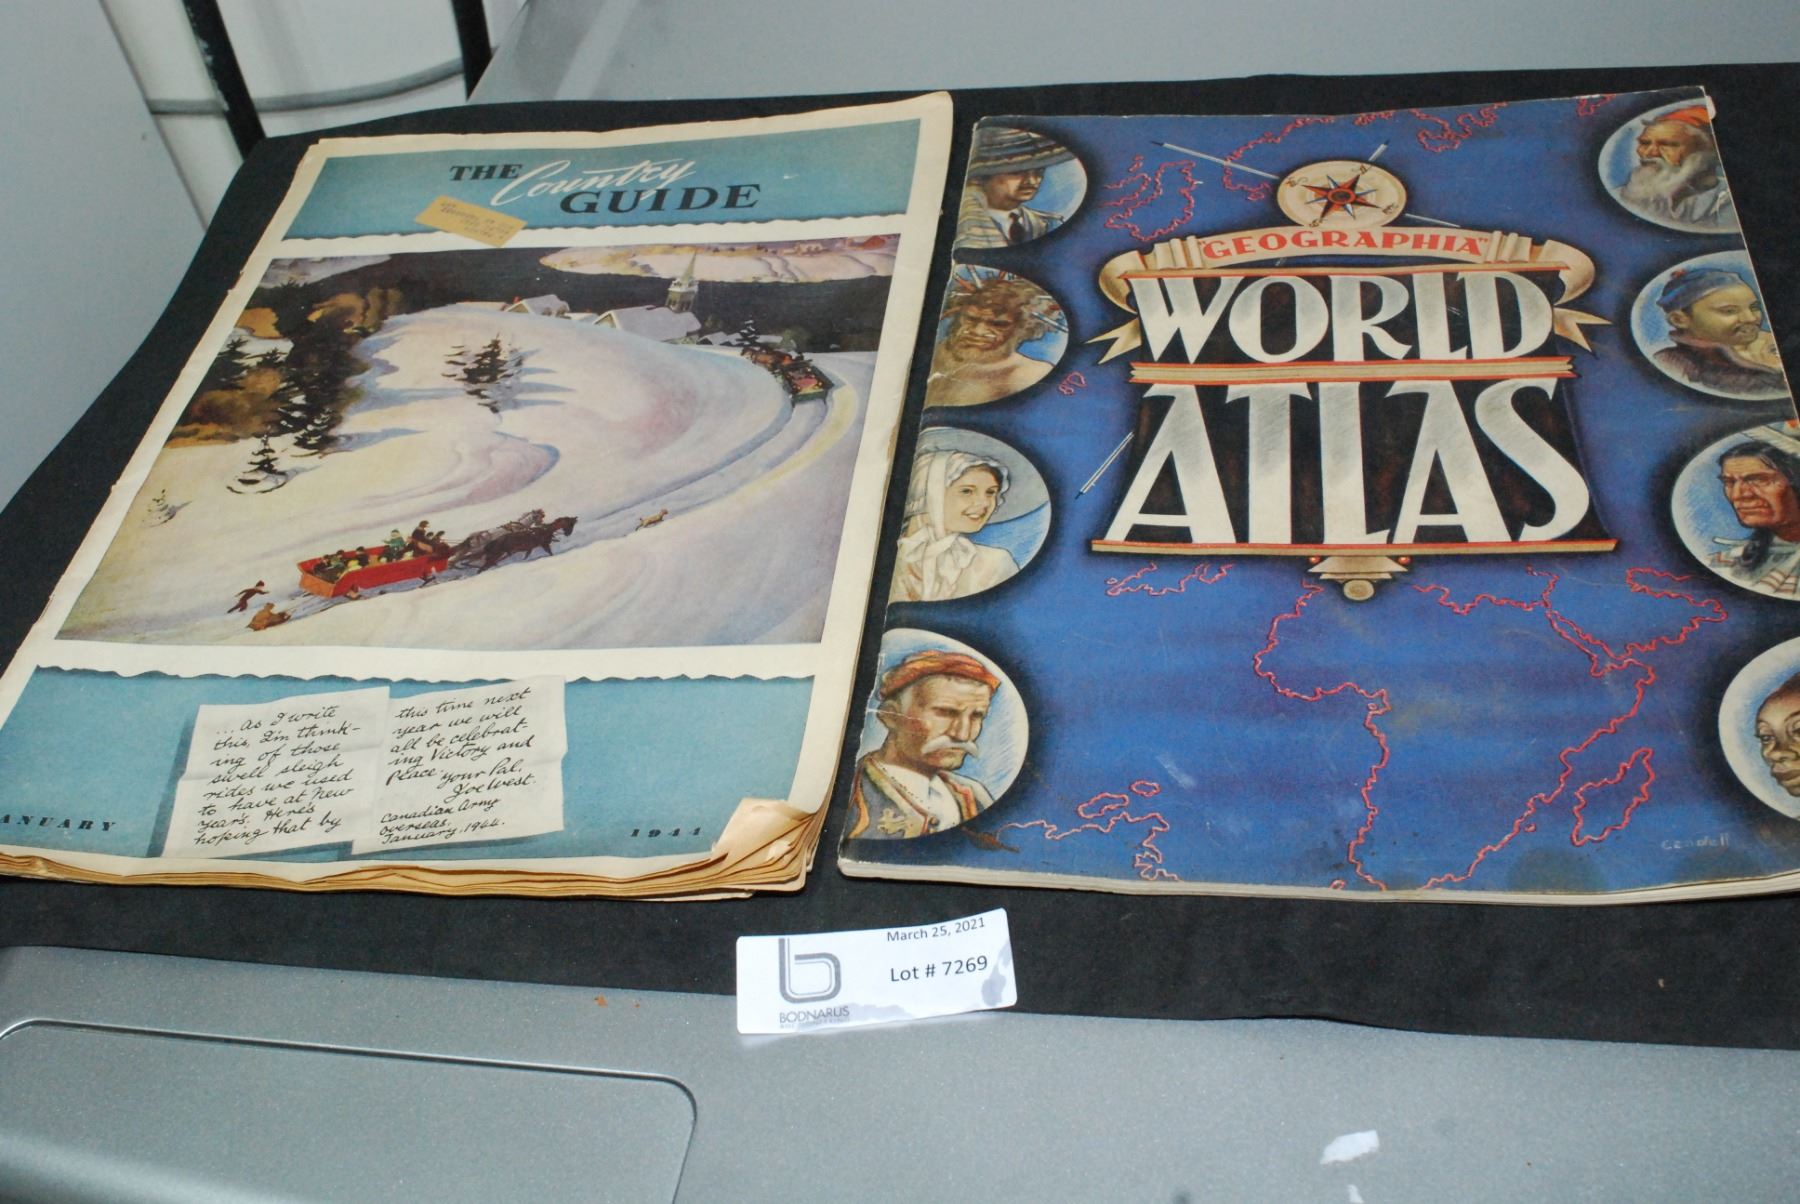 THE Country
GUIDE
... as I write
this, I'm think-
ing of those
swell sleigh
rides we used
to have at New
Year's. Here's
hoping that by
this time next
year we will
all be celebrat-
ing Victory and
Peace. your Pal,
Joe West.
Canadian Army
overseas.
January, 1944.
ANUARY
1944
"GEOGRAPHIA"
WORLD
ATLAS
March 25, 2021
Lot # 7269
b
BODNARUS